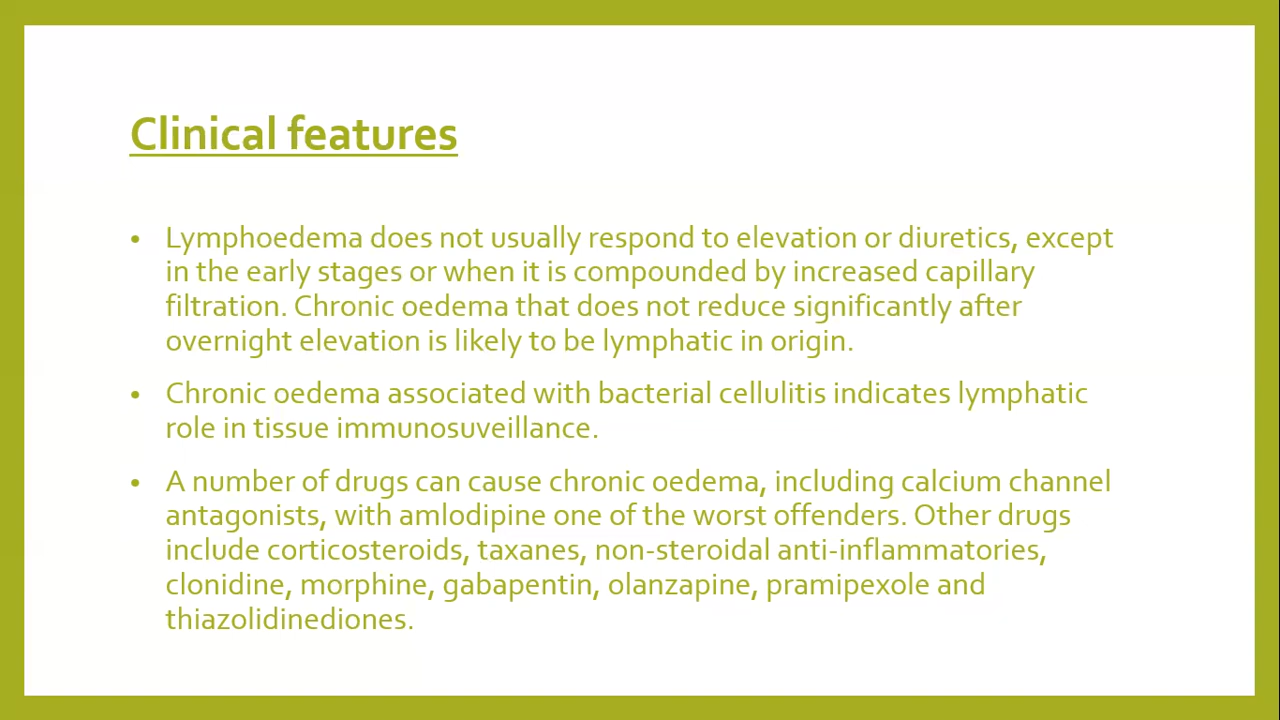 Clinical features
• Lymphoedema does not usually respond to elevation or diuretics, except
in the early stages or when it is compounded by increased capillary
filtration. Chronic oedema that does not reduce significantly after
overnight elevation is likely to be lymphatic in origin.
• Chronic oedema associated with bacterial cellulitis indicates lymphatic
role in tissue immunosuveillance.
• A number of drugs can cause chronic oedema, including calcium channel
antagonists, with amlodipine one of the worst offenders. Other drugs
include corticosteroids, taxanes, non-steroidal anti-inflammatories,
clonidine, morphine, gabapentin, olanzapine, pramipexole and
thiazolidinediones.